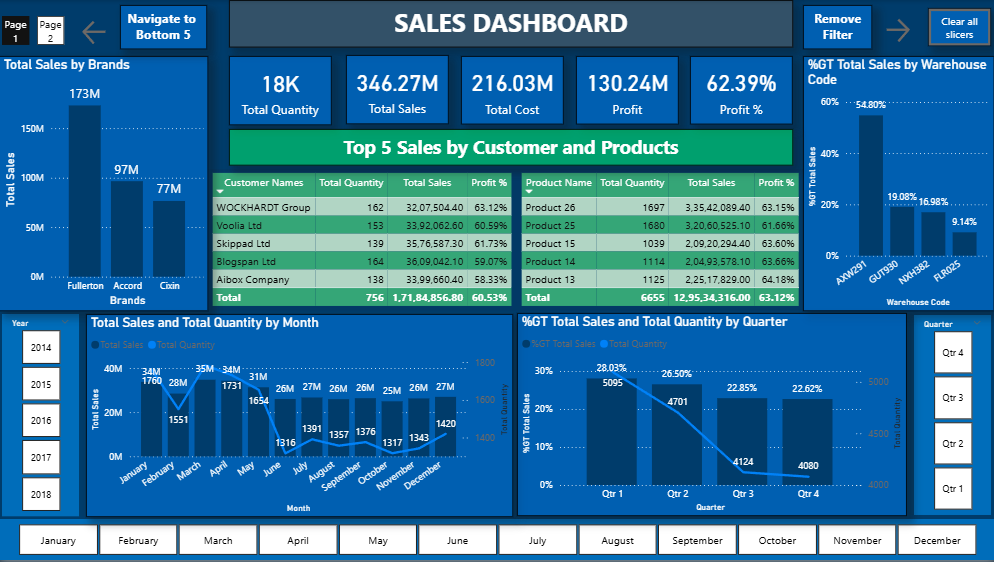 Page 1
Page 2
Navigate to Bottom 5
SALES DASHBOARD
Remove Filter
Clear all slicers
Total Sales by Brands
Total Sales
150M
100M
50M
0M
173M
97M
77M
Fullerton Accord Cixin
Brands
18K
Total Quantity
346.27M
Total Sales
216.03M
Total Cost
130.24M
Profit
62.39%
Profit %
Top 5 Sales by Customer and Products
Customer Names Total Quantity Total Sales Profit %
WOCKHARDT Group 162 32,07,504.40 63.12%
Voolia Ltd 153 33,92,062.60 60.59%
Skippad Ltd 139 35,76,587.30 61.73%
Blogspan Ltd 164 36,09,042.10 59.07%
Aibox Company 138 33,99,660.40 58.33%
Total 756 1,71,84,856.80 60.53%
Product Name Total Quantity Total Sales Profit %
Product 26 1697 3,35,42,089.40 63.15%
Product 25 1680 3,20,60,525.10 61.66%
Product 15 1039 2,09,20,294.40 63.60%
Product 14 1114 2,04,93,578.10 63.66%
Product 13 1125 2,25,17,829.00 64.18%
Total 6655 12,95,34,316.00 63.12%
%GT Total Sales by Warehouse Code
%GT Total Sales
60%
40%
20%
0%
54.80%
19.08%
16.98%
9.14%
AXW291 GUT930 NXH382 FLR025
Warehouse Code
Year
2014
2015
2016
2017
2018
Total Sales and Total Quantity by Month
Total Sales Total Quantity
Total Sales
40M
20M
0M
34M 28M 35M 34M 31M 26M 27M 26M 26M 25M 26M 27M
1760 1551 1731 1654 1316 1391 1357 1376 1317 1343 1420
1800
1600
1400
Total Quantity
January February March April May June July August September October November December
Month
%GT Total Sales and Total Quantity by Quarter
%GT Total Sales Total Quantity
%GT Total Sales
30%
20%
10%
0%
28.03% 26.50% 22.85% 22.62%
5095 4701 4124 4080
5000
4500
4000
Total Quantity
Qtr 1 Qtr 2 Qtr 3 Qtr 4
Quarter
Quarter
Qtr 4
Qtr 3
Qtr 2
Qtr 1
January February March April May June July August September October November December